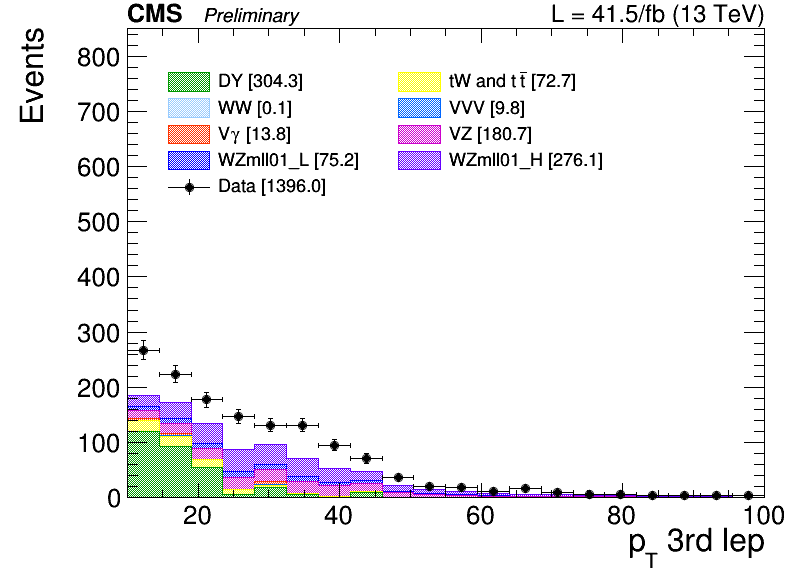 CMS Preliminary L = 41.5/fb (13 TeV)
Events
800
700
600
500
400
300
200
100
0
DY [304.3] tW and tt̅ [72.7]
WW [0.1] VVV [9.8]
Vγ [13.8] VZ [180.7]
WZmll01_L [75.2] WZmll01_H [276.1]
Data [1396.0]
20 40 60 80 100
p_T 3rd lep